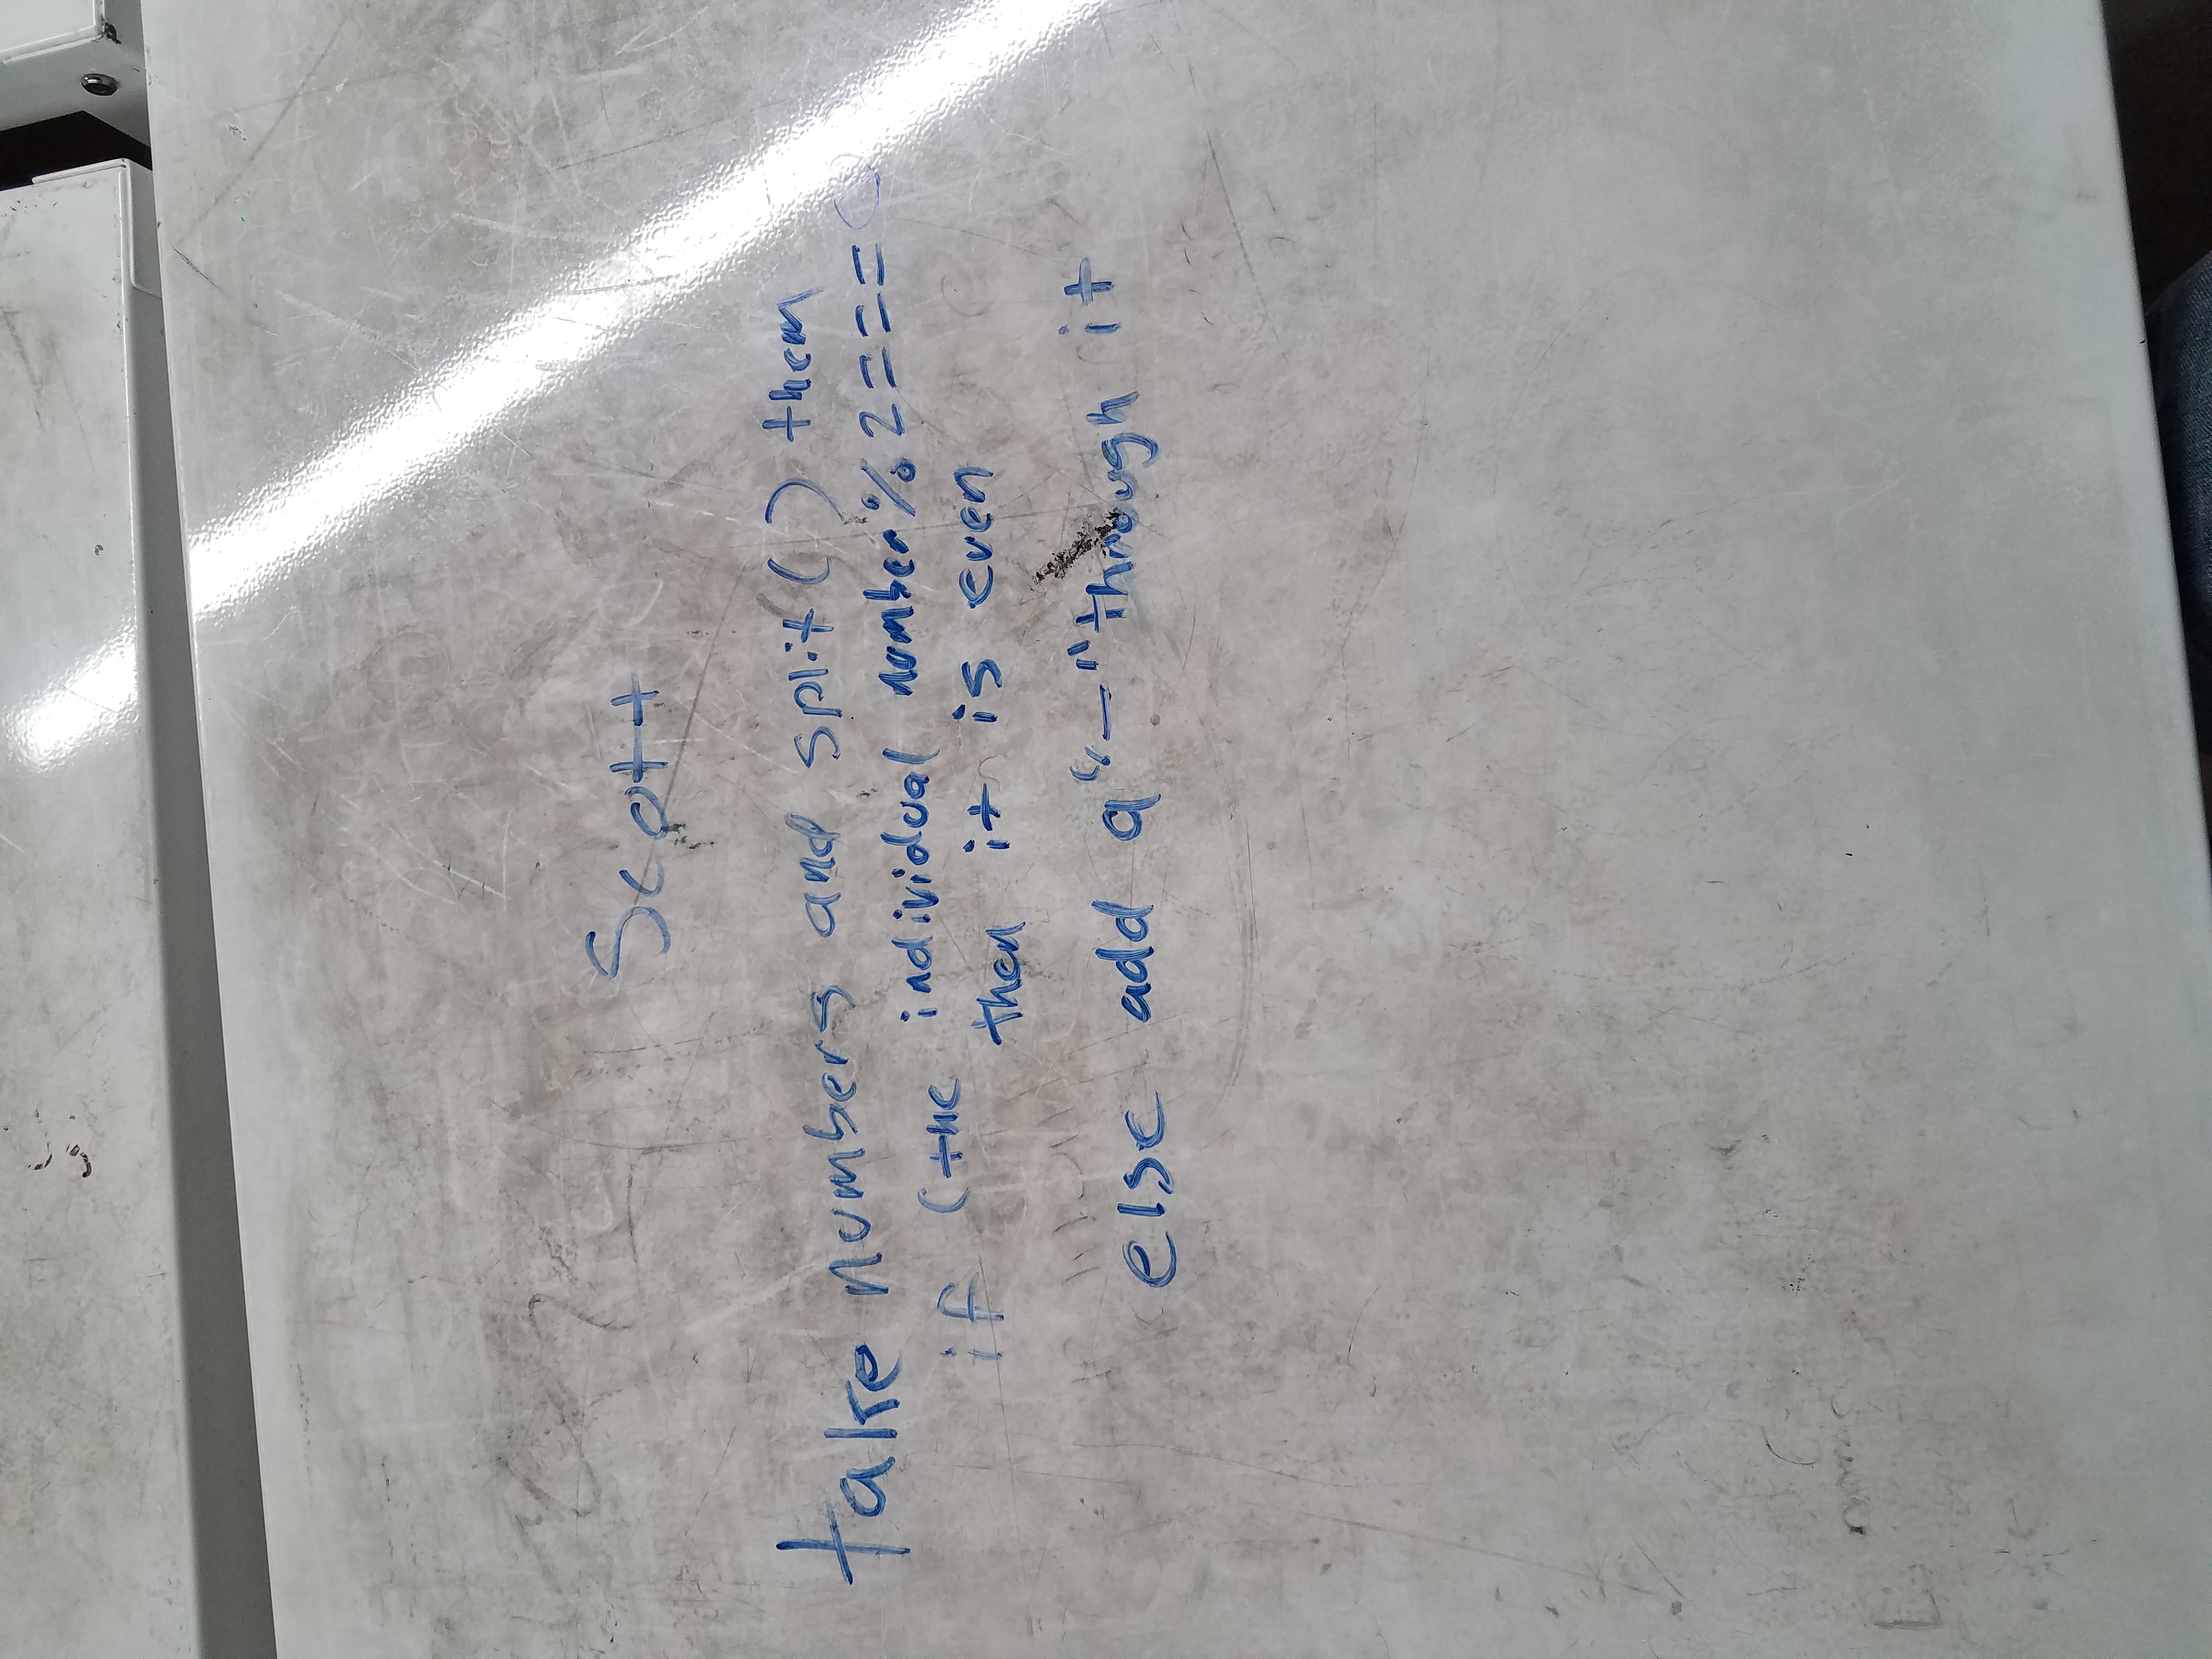 Scott
take numbers and split() them
if (the individual number % 2 === 0
then it is even
else add a "-" through it